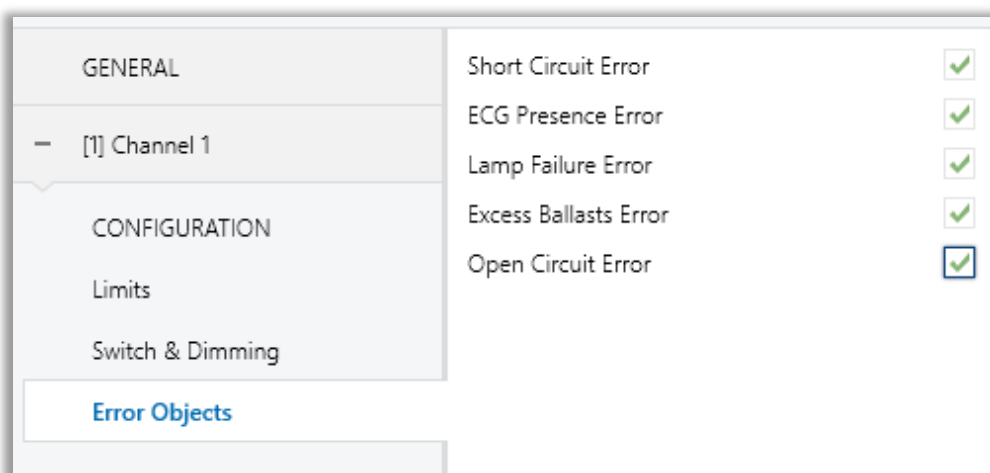 GENERAL
[1] Channel 1
CONFIGURATION
Limits
Switch & Dimming
Error Objects
Short Circuit Error
ECG Presence Error
Lamp Failure Error
Excess Ballasts Error
Open Circuit Error